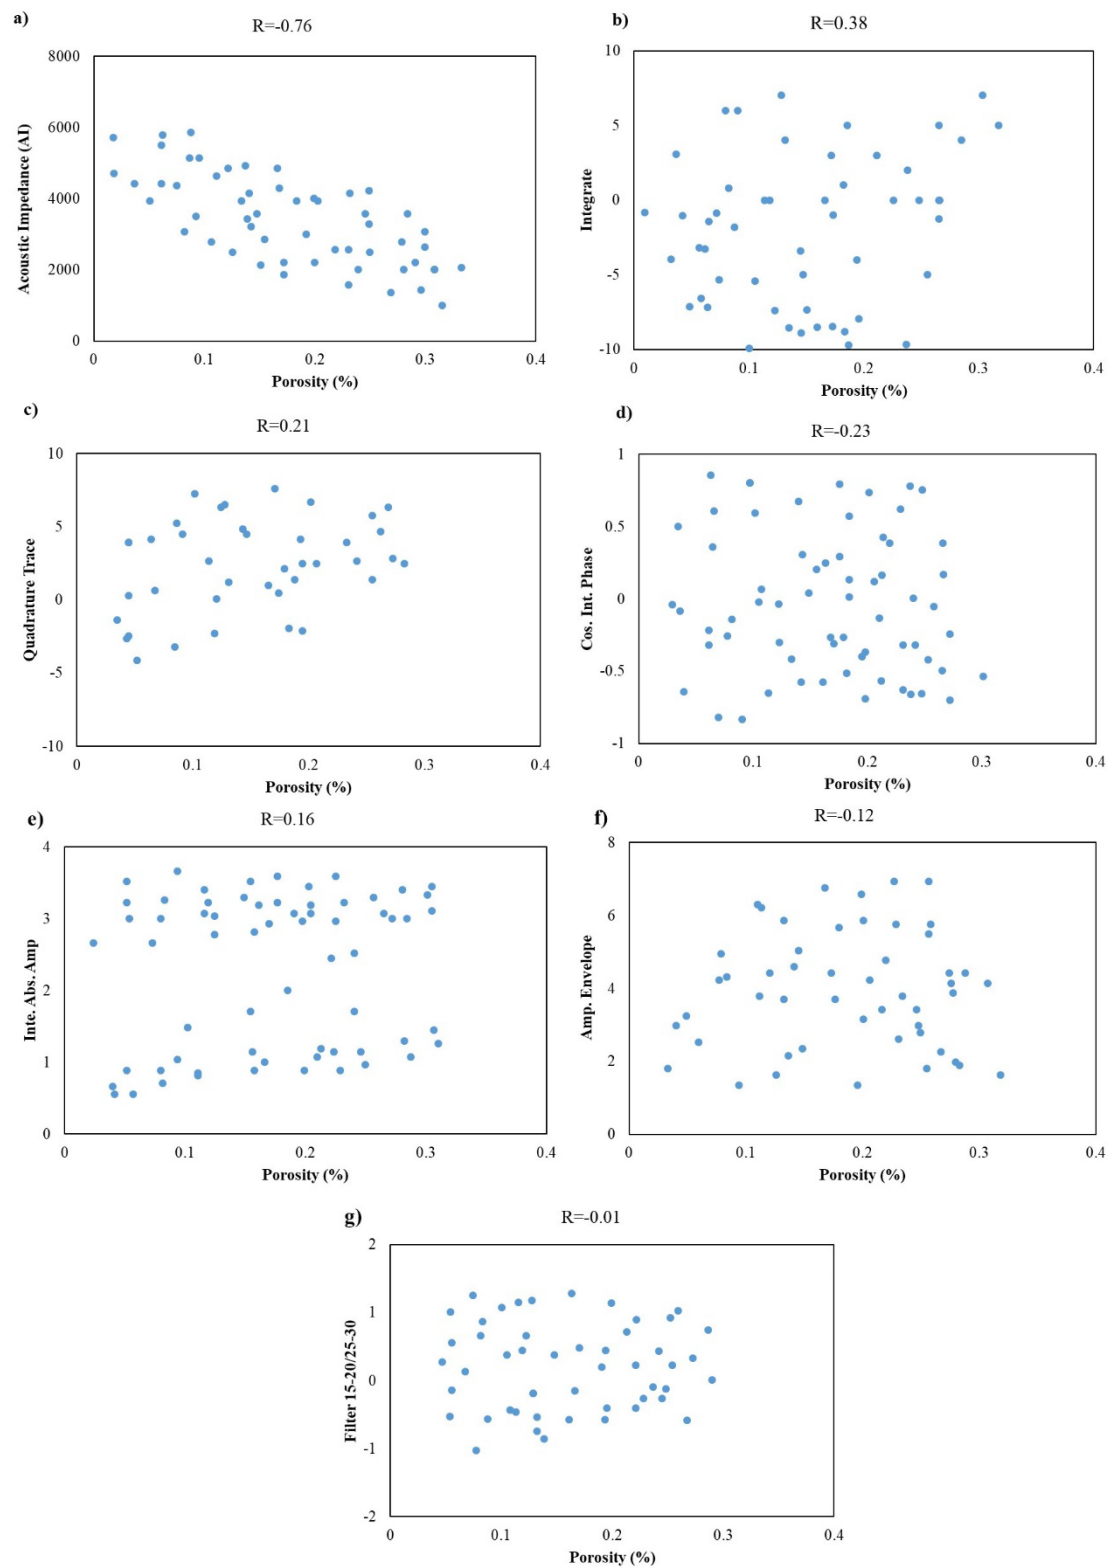 a)
R=-0.76
8000
6000
4000
2000
0
Acoustic Impedance (AI)
0 0.1 0.2 0.3 0.4
Porosity (%)
b)
R=0.38
10
5
0
-5
-10
Integrate
0 0.1 0.2 0.3 0.4
Porosity (%)
c)
R=0.21
10
5
0
-5
-10
Quadrature Trace
0 0.1 0.2 0.3 0.4
Porosity (%)
d)
R=-0.23
1
0.5
0
-0.5
-1
Cos. Int. Phase
0 0.1 0.2 0.3 0.4
Porosity (%)
e)
R=0.16
4
3
2
1
0
Inte. Abs. Amp
0 0.1 0.2 0.3 0.4
Porosity (%)
f)
R=-0.12
8
6
4
2
0
Amp. Envelope
0 0.1 0.2 0.3 0.4
Porosity (%)
g)
R=-0.01
2
1
0
-1
-2
Filter 15-20/25-30
0 0.1 0.2 0.3 0.4
Porosity (%)